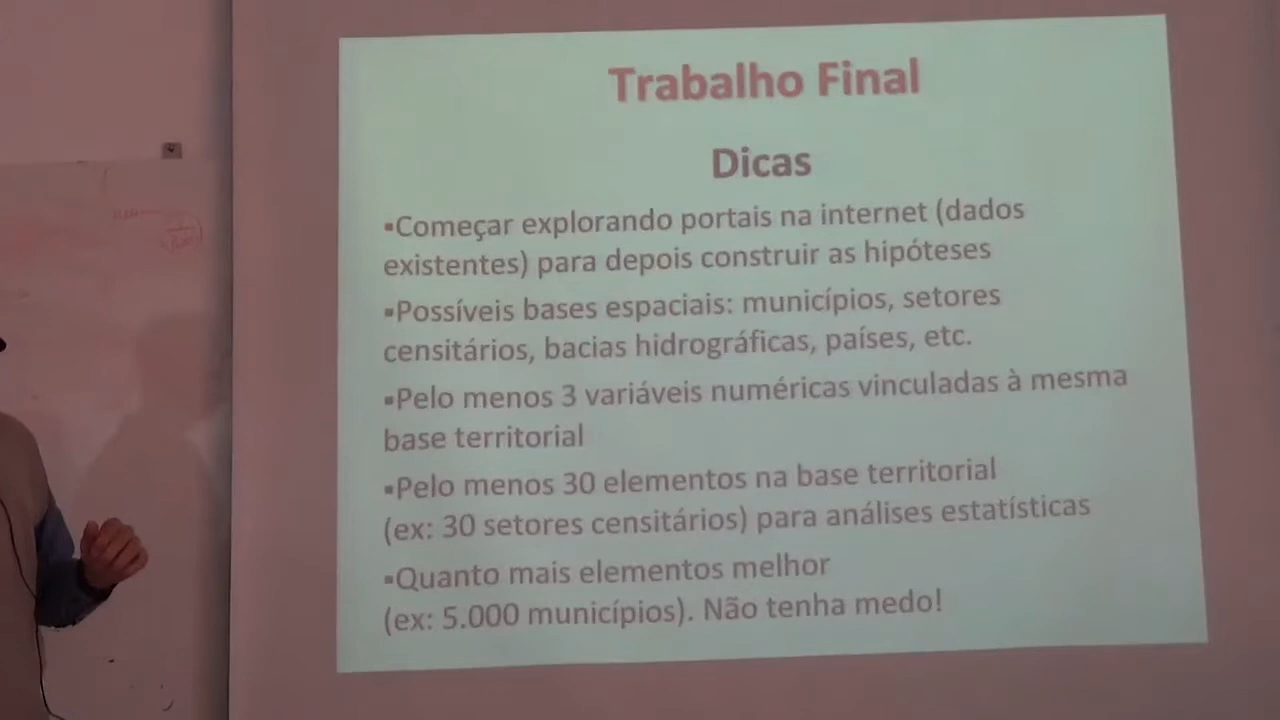 Trabalho Final
Dicas
▪Começar explorando portais na internet (dados
existentes) para depois construir as hipóteses
▪Possíveis bases espaciais: municípios, setores
censitários, bacias hidrográficas, países, etc.
▪Pelo menos 3 variáveis numéricas vinculadas à mesma
base territorial
▪Pelo menos 30 elementos na base territorial
(ex: 30 setores censitários) para análises estatísticas
▪Quanto mais elementos melhor
(ex: 5.000 municípios). Não tenha medo!